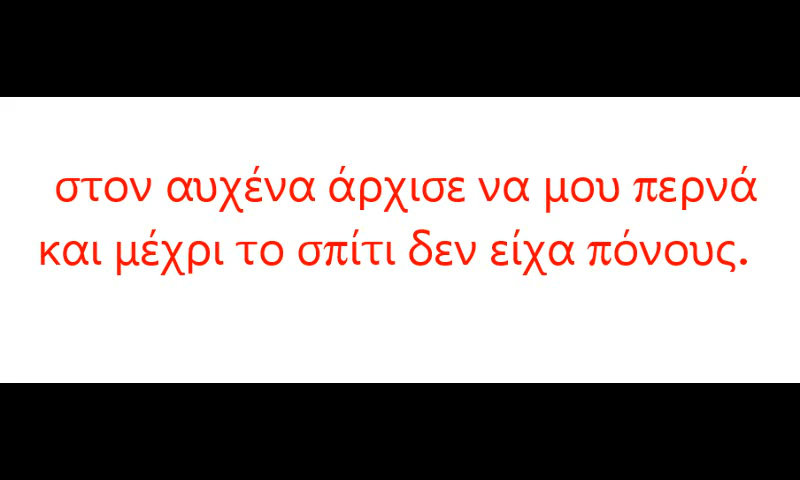 στον αυχένα άρχισε να μου περνά
και μέχρι το σπίτι δεν είχα πόνους.